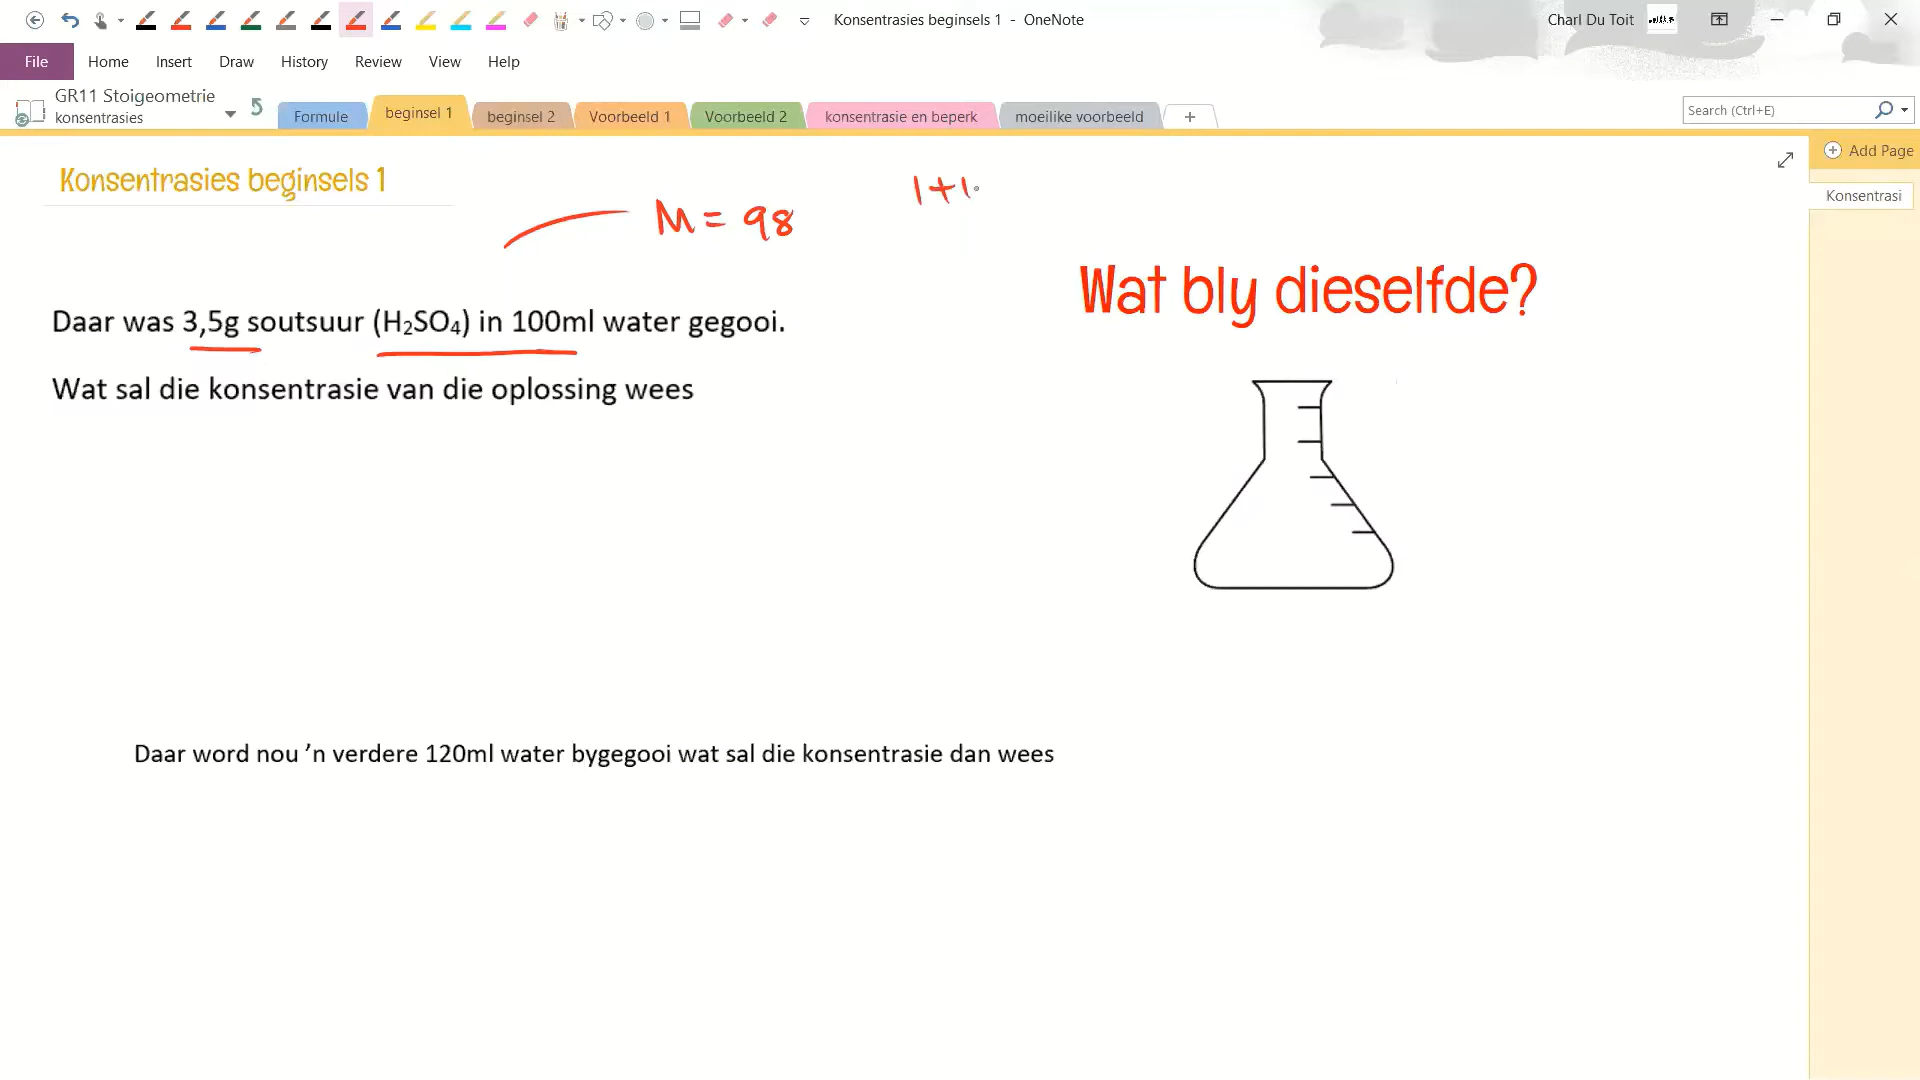 Konsentrasies beginsels 1 - OneNote
Charl Du Toit
File Home Insert Draw History Review View Help
GR11 Stoigeometrie
konsentrasies
Formule beginsel 1 beginsel 2 Voorbeeld 1 Voorbeeld 2 konsentrasie en beperk moeilike voorbeeld +
Search (Ctrl+E)
Add Page
Konsentrasi
Konsentrasies beginsels 1
M = 98
1+1
Wat bly dieselfde?
Daar was 3,5g soutsuur (H₂SO₄) in 100ml water gegooi.
Wat sal die konsentrasie van die oplossing wees
Daar word nou ’n verdere 120ml water bygegooi wat sal die konsentrasie dan wees